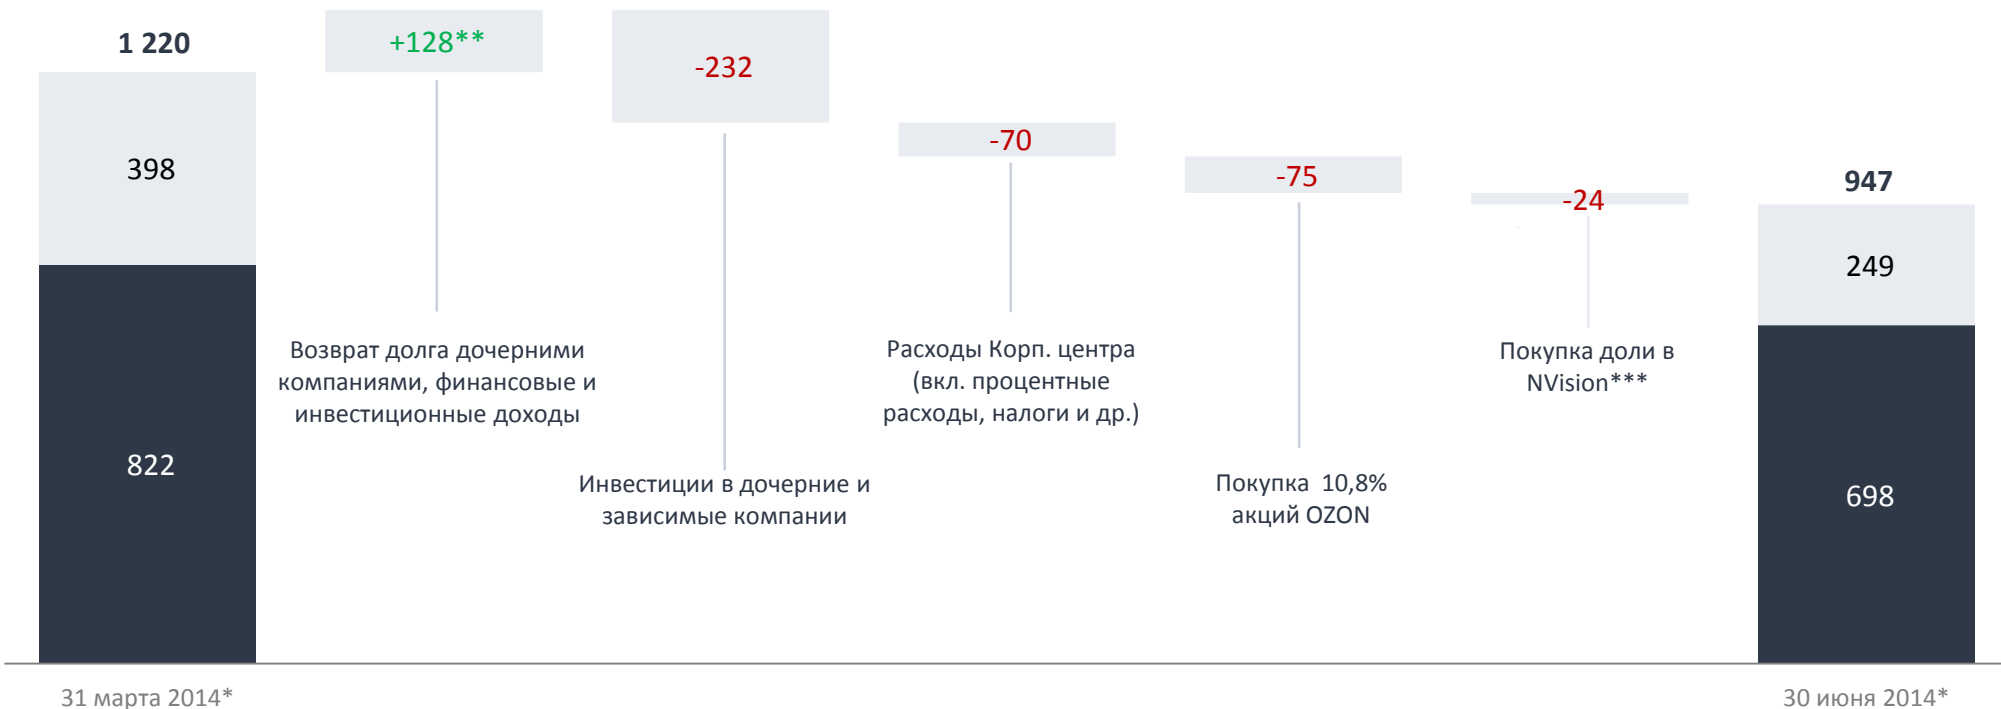 1 220
398
822
31 марта 2014*
+128**
Возврат долга дочерними
компаниями, финансовые и
инвестиционные доходы
-232
Инвестиции в дочерние и
зависимые компании
-70
Расходы Корп. центра
(вкл. процентные
расходы, налоги и др.)
-75
Покупка 10,8%
акций OZON
-24
Покупка доли в
NVision***
947
249
698
30 июня 2014*